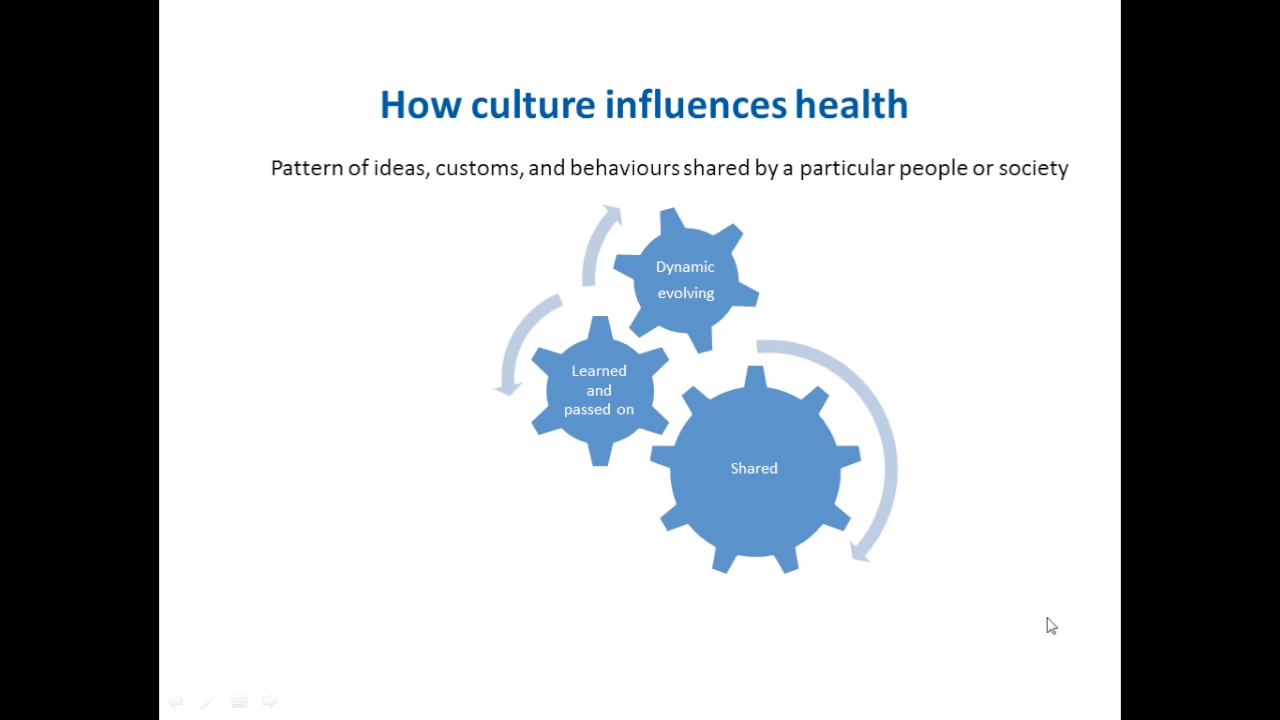 How culture influences health
Pattern of ideas, customs, and behaviours shared by a particular people or society
Dynamic
evolving
Learned
and
passed on
Shared